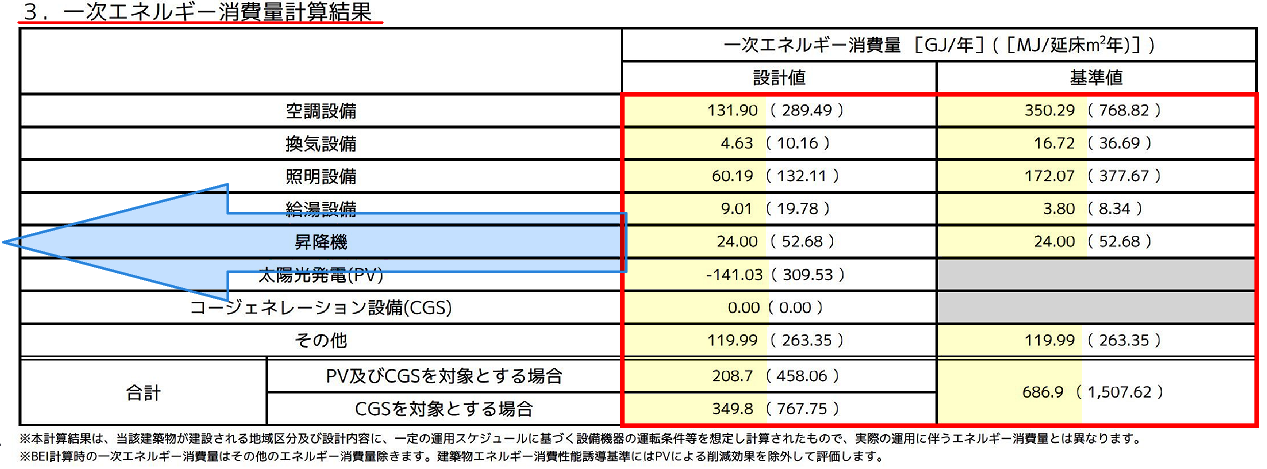 3．一次エネルギー消費量計算結果
一次エネルギー消費量 ［GJ/年］(［MJ/延床m²年)］)
設計値 基準値
空調設備 131.90 ( 289.49 ) 350.29 ( 768.82 )
換気設備 4.63 ( 10.16 ) 16.72 ( 36.69 )
照明設備 60.19 ( 132.11 ) 172.07 ( 377.67 )
給湯設備 9.01 ( 19.78 ) 3.80 ( 8.34 )
昇降機 24.00 ( 52.68 ) 24.00 ( 52.68 )
太陽光発電(PV) -141.03 ( 309.53 )
コージェネレーション設備(CGS) 0.00 ( 0.00 )
その他 119.99 ( 263.35 ) 119.99 ( 263.35 )
合計 PV及びCGSを対象とする場合 208.7 ( 458.06 ) 686.9 ( 1,507.62 )
CGSを対象とする場合 349.8 ( 767.75 )
※本計算結果は、当該建築物が建設される地域区分及び設計内容に、一定の運用スケジュールに基づく設備機器の運転条件等を想定し計算されたもので、実際の運用に伴うエネルギー消費量とは異なります。
※BEI計算時の一次エネルギー消費量はその他のエネルギー消費量除きます。建築物エネルギー消費性能誘導基準にはPVによる削減効果を除外して評価します。